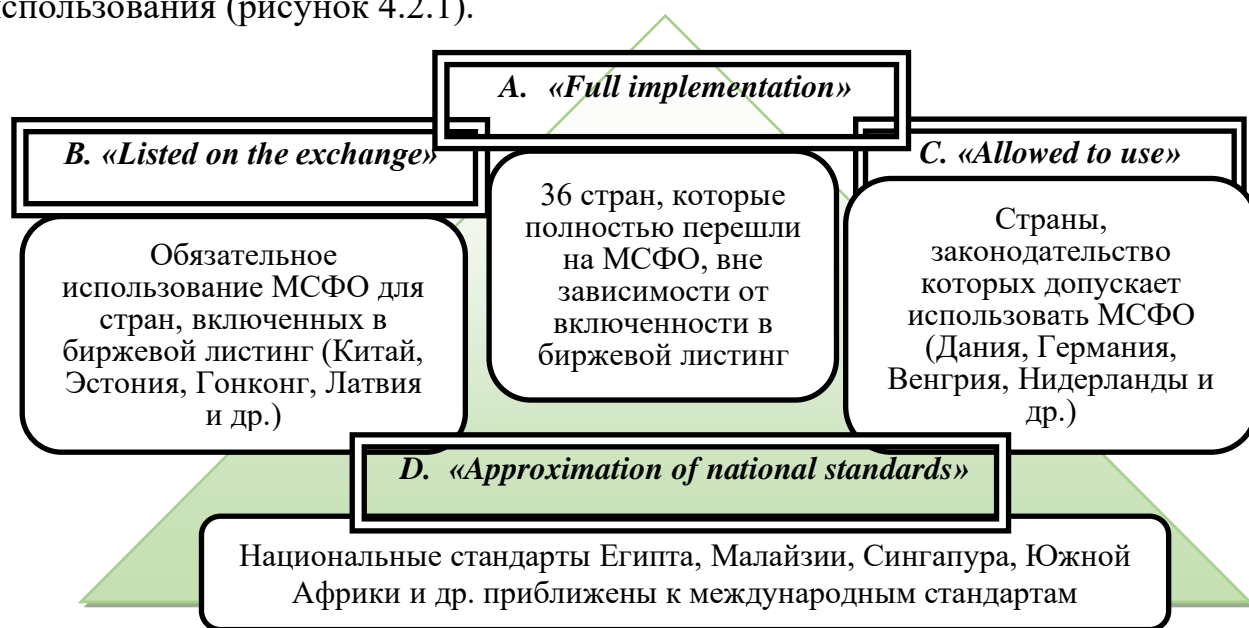 использования (рисунок 4.2.1).
A. «Full implementation»
B. «Listed on the exchange»
C. «Allowed to use»
36 стран, которые
полностью перешли
на МСФО, вне
зависимости от
включенности в
биржевой листинг
Обязательное
использование МСФО для
стран, включенных в
биржевой листинг (Китай,
Эстония, Гонконг, Латвия
и др.)
Страны,
законодательство
которых допускает
использовать МСФО
(Дания, Германия,
Венгрия, Нидерланды и
др.)
D. «Approximation of national standards»
Национальные стандарты Египта, Малайзии, Сингапура, Южной
Африки и др. приближены к международным стандартам